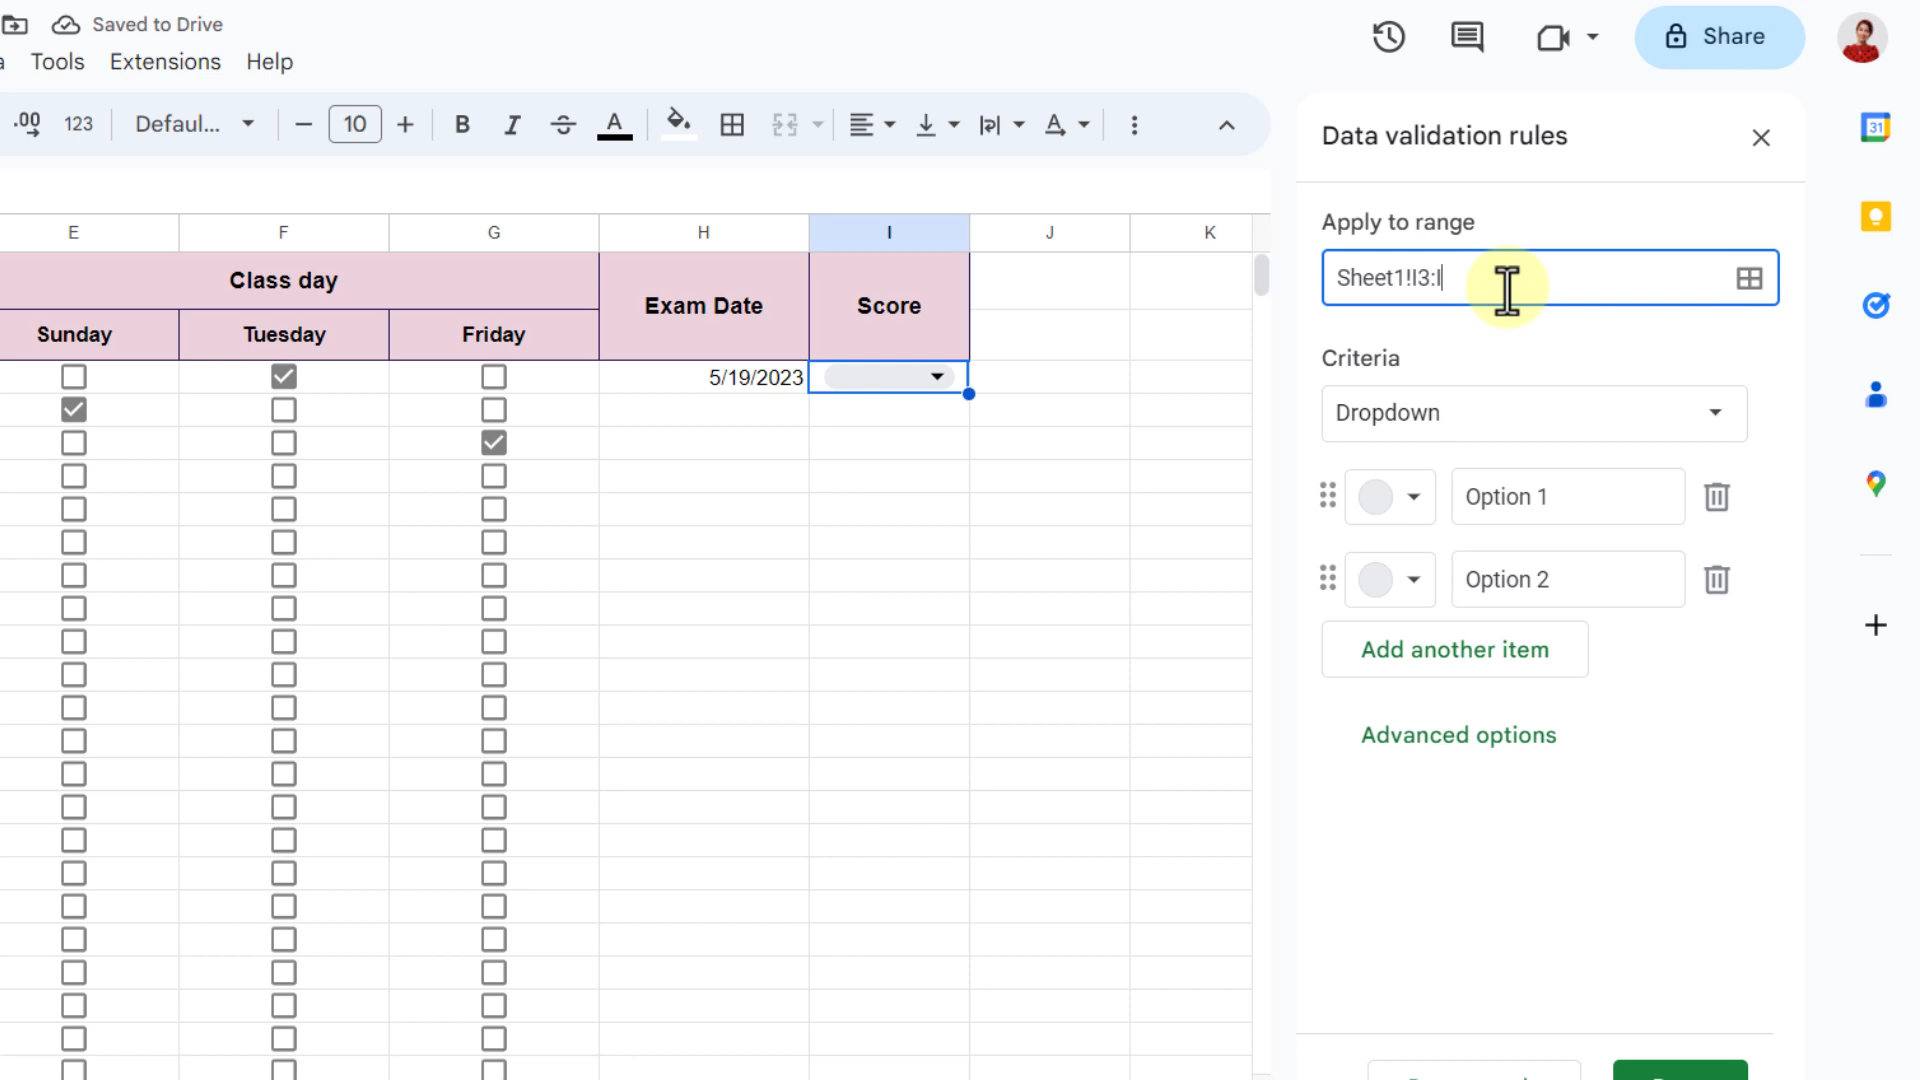 Saved to Drive
Tools Extensions Help
Share
.00 123 Defaul... 10 B I S A
Data validation rules
31
Apply to range
Sheet1!I3:I
E F G H I J K
Class day
Exam Date
Score
Sunday Tuesday Friday
5/19/2023
Criteria
Dropdown
Option 1
Option 2
Add another item
Advanced options